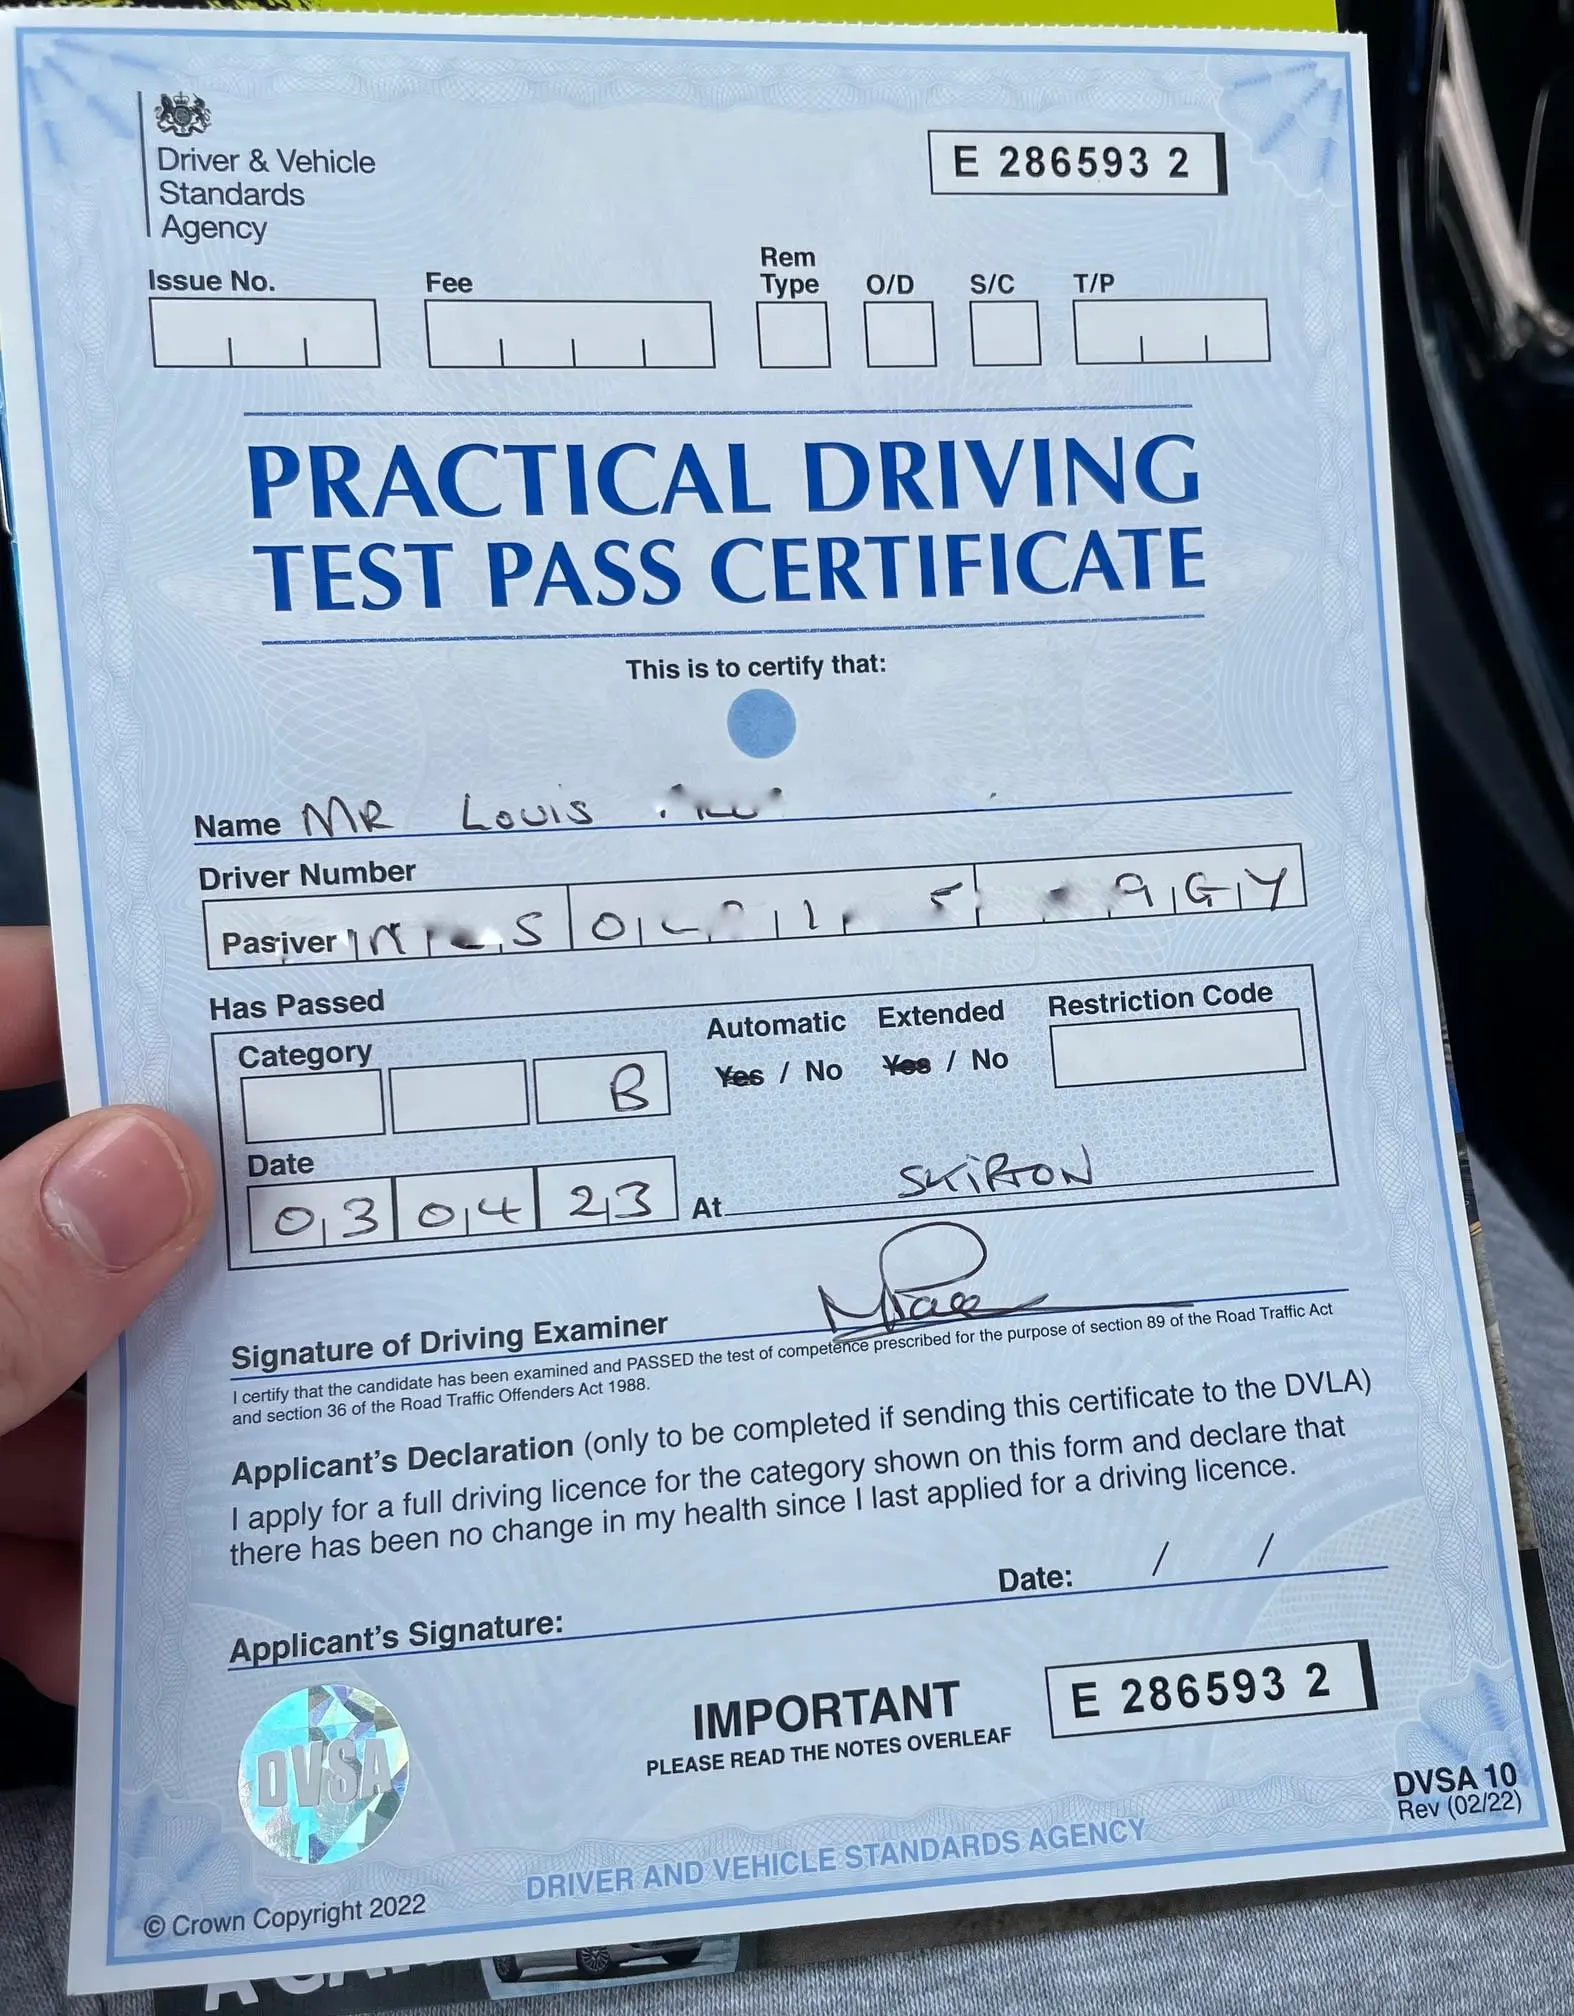 Driver & Vehicle
Standards
Agency
E 286593 2
Issue No. Fee Rem Type O/D S/C T/P
PRACTICAL DRIVING
TEST PASS CERTIFICATE
This is to certify that:
Name MR LOUIS
Driver Number
9 G Y
Has Passed
Category Automatic Extended Restriction Code
B Yes / No Yes / No
Date
03 04 23 At SKIRTON
Signature of Driving Examiner
I certify that the candidate has been examined and PASSED the test of competence prescribed for the purpose of section 89 of the Road Traffic Act
and section 36 of the Road Traffic Offenders Act 1988.
Applicant's Declaration (only to be completed if sending this certificate to the DVLA)
I apply for a full driving licence for the category shown on this form and declare that
there has been no change in my health since I last applied for a driving licence.
Date: / /
Applicant's Signature:
DVSA
IMPORTANT
PLEASE READ THE NOTES OVERLEAF
E 286593 2
DVSA 10
Rev (02/22)
DRIVER AND VEHICLE STANDARDS AGENCY
© Crown Copyright 2022